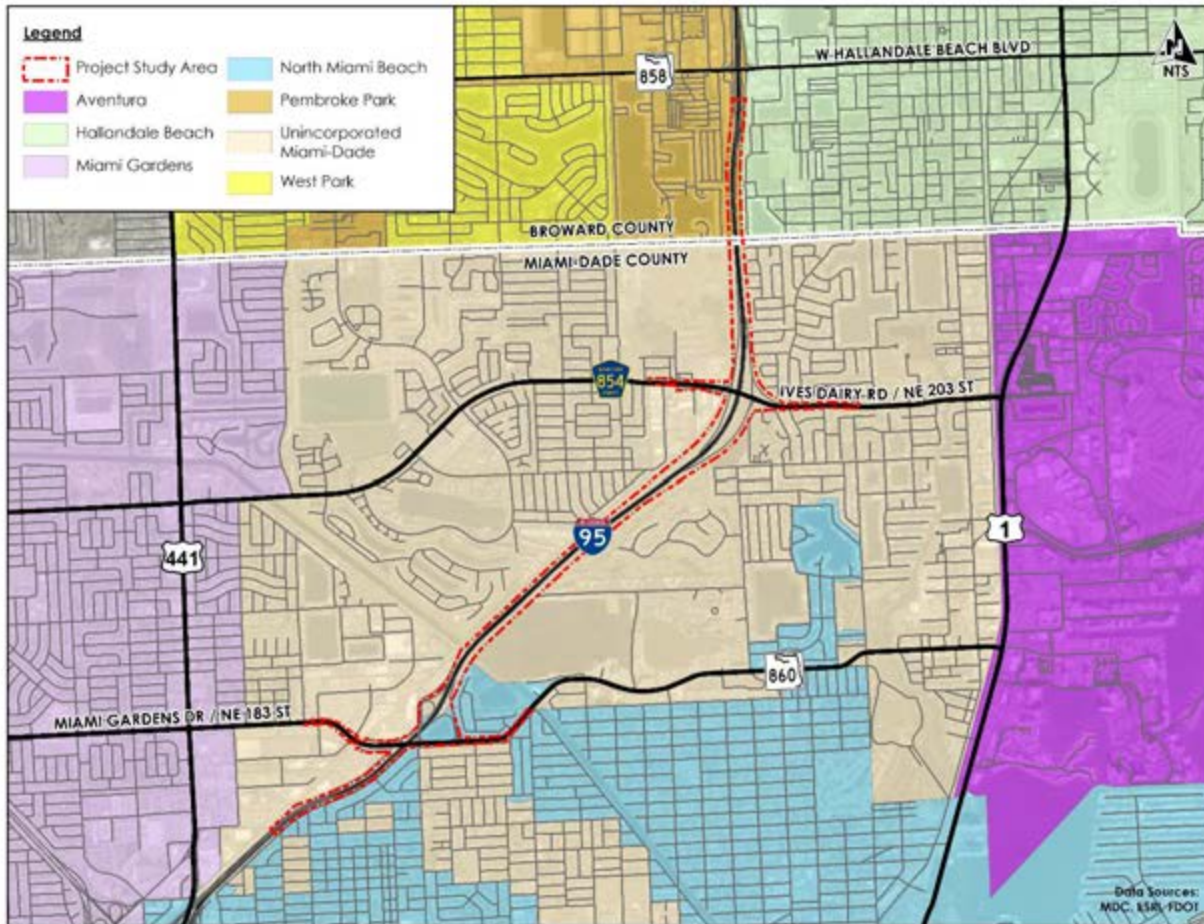 Legend
Project Study Area
Aventura
Hallandale Beach
Miami Gardens
North Miami Beach
Pembroke Park
Unincorporated
Miami-Dade
West Park
W HALLANDALE BEACH BLVD
858
N
NTS
BROWARD COUNTY
MIAMI-DADE COUNTY
854
IVES DAIRY RD / NE 203 ST
95
441
1
860
MIAMI GARDENS DR / NE 183 ST
Data Sources:
MDC, ESRI, FDOT